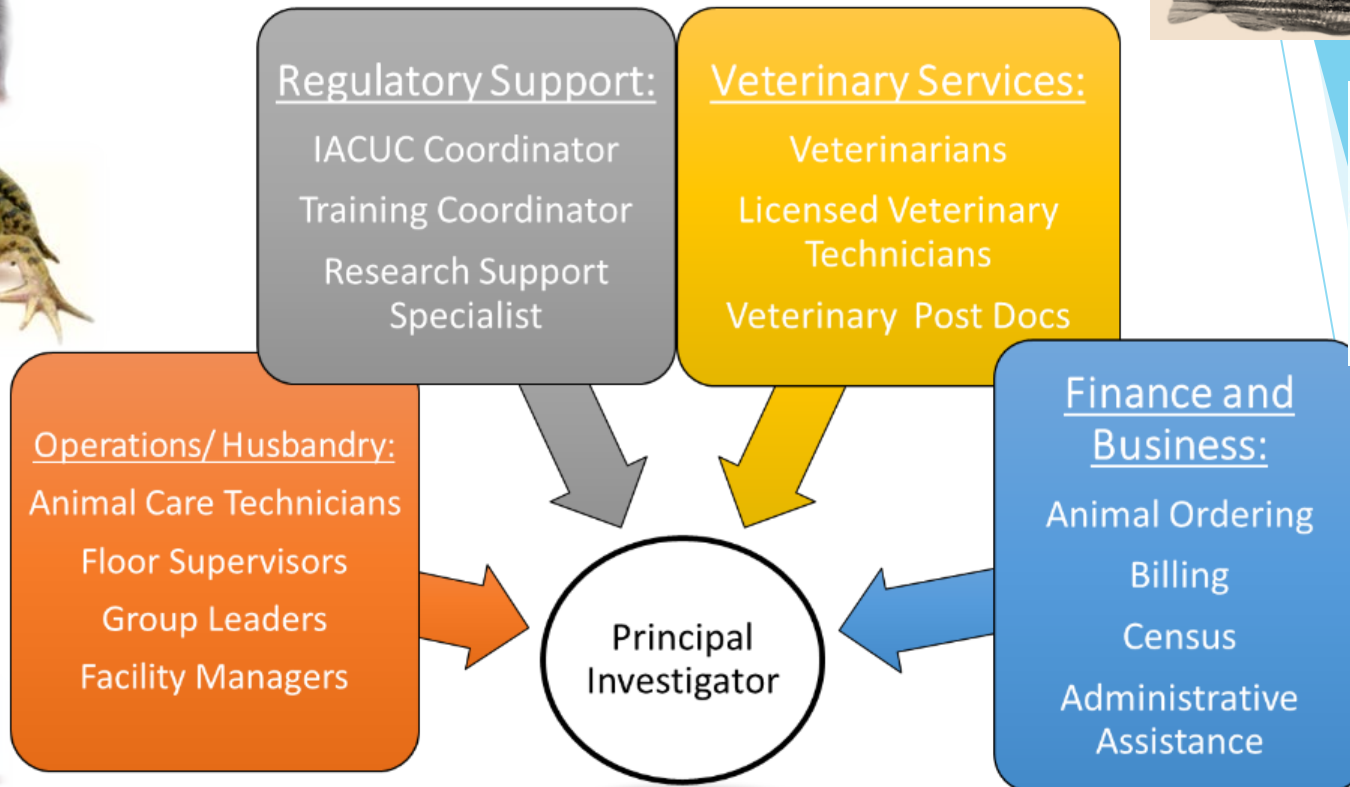 Regulatory Support:
IACUC Coordinator
Training Coordinator
Research Support
Specialist
Veterinary Services:
Veterinarians
Licensed Veterinary
Technicians
Veterinary Post Docs
Operations/ Husbandry:
Animal Care Technicians
Floor Supervisors
Group Leaders
Facility Managers
Finance and
Business:
Animal Ordering
Billing
Census
Administrative
Assistance
Principal
Investigator